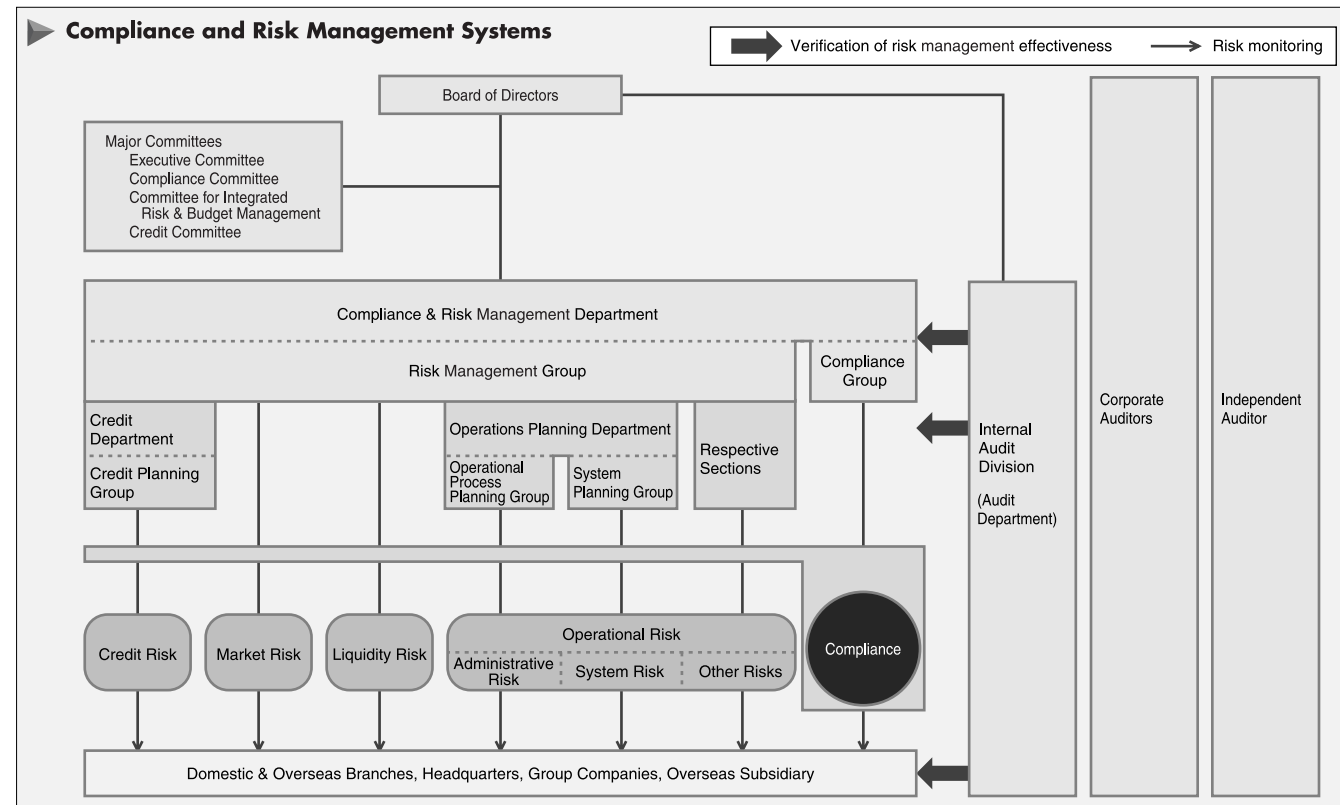 Compliance and Risk Management Systems
Verification of risk management effectiveness
Risk monitoring
Board of Directors
Major Committees
Executive Committee
Compliance Committee
Committee for Integrated
Risk & Budget Management
Credit Committee
Compliance & Risk Management Department
Risk Management Group
Compliance
Group
Credit
Department
Credit Planning
Group
Operations Planning Department
Operational
Process
Planning Group
System
Planning Group
Respective
Sections
Internal
Audit
Division
(Audit
Department)
Corporate
Auditors
Independent
Auditor
Credit Risk
Market Risk
Liquidity Risk
Operational Risk
Administrative
Risk
System Risk
Other Risks
Compliance
Domestic & Overseas Branches, Headquarters, Group Companies, Overseas Subsidiary